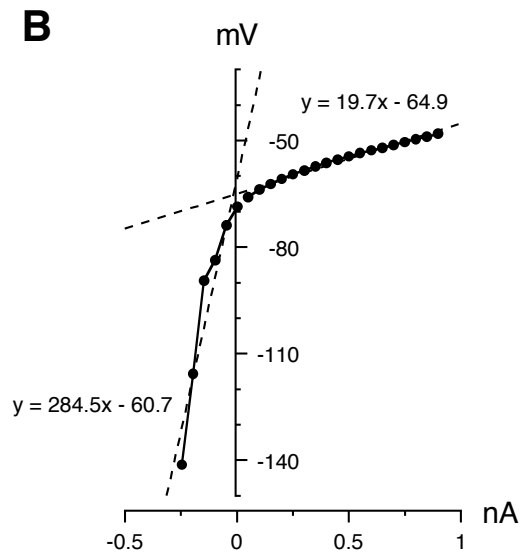 B
mV
y = 19.7x - 64.9
-50
-80
-110
y = 284.5x - 60.7
-140
nA
-0.5 0 0.5 1